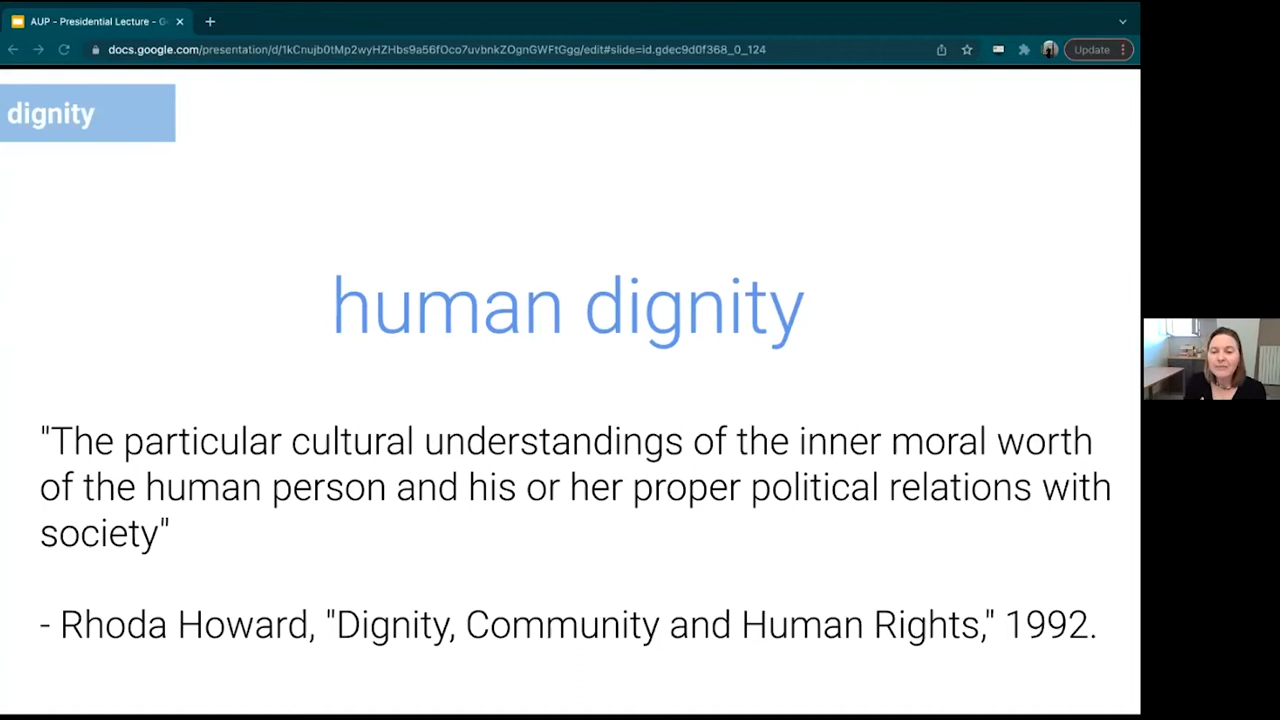 AUP - Presidential Lecture - G
docs.google.com/presentation/d/1kCnujb0tMp2wyHZHbs9a56fOco7uvbnkZOgnGWFtGgg/edit#slide=id.gdec9d0f368_0_124
Update
dignity
human dignity
"The particular cultural understandings of the inner moral worth
of the human person and his or her proper political relations with
society"
- Rhoda Howard, "Dignity, Community and Human Rights," 1992.